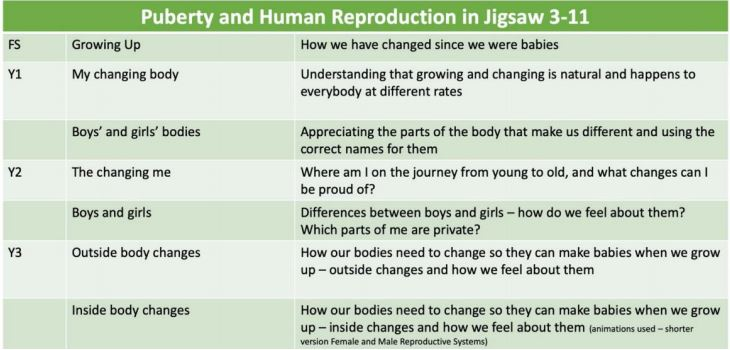 Puberty and Human Reproduction in Jigsaw 3-11
FS Growing Up How we have changed since we were babies
Y1 My changing body Understanding that growing and changing is natural and happens to
everybody at different rates
Boys’ and girls’ bodies Appreciating the parts of the body that make us different and using the
correct names for them
Y2 The changing me Where am I on the journey from young to old, and what changes can I
be proud of?
Boys and girls Differences between boys and girls – how do we feel about them?
Which parts of me are private?
Y3 Outside body changes How our bodies need to change so they can make babies when we grow
up – outside changes and how we feel about them
Inside body changes How our bodies need to change so they can make babies when we grow
up – inside changes and how we feel about them (animations used – shorter
version Female and Male Reproductive Systems)